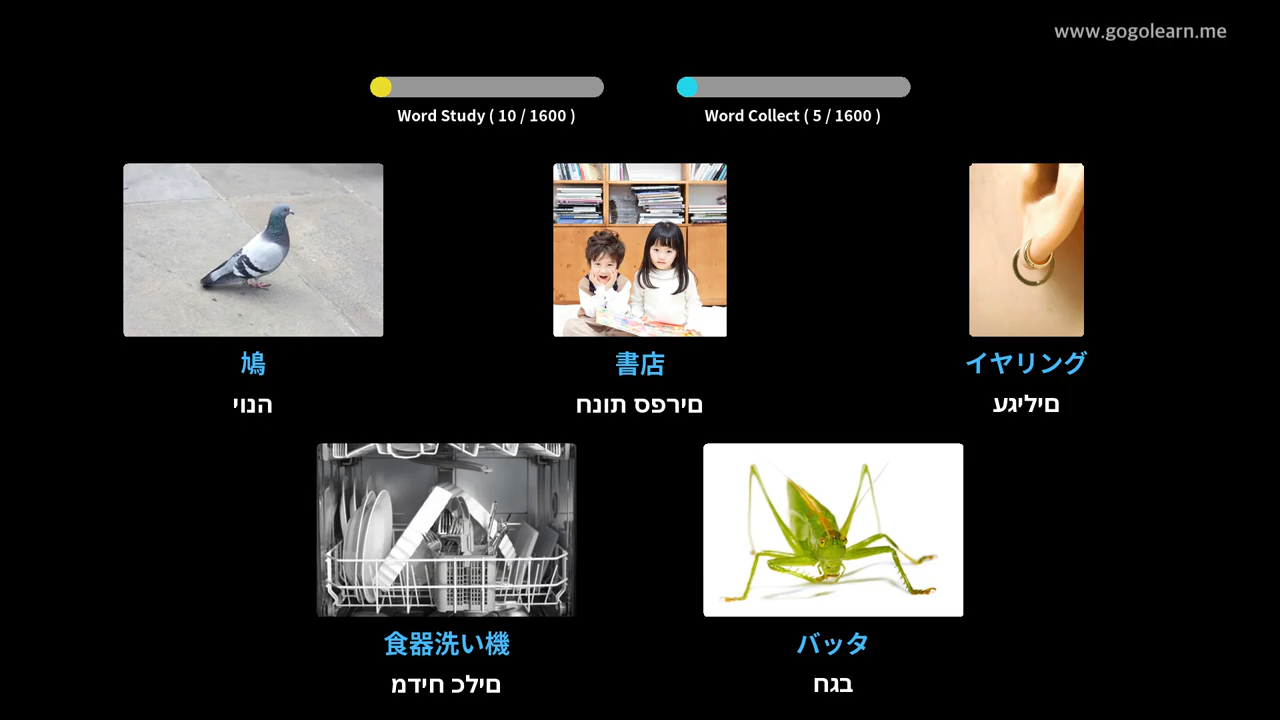 www.gogolearn.me
Word Study ( 10 / 1600 )
Word Collect ( 5 / 1600 )
鳩
יונה
書店
חנות ספרים
イヤリング
עגילים
食器洗い機
מדיח כלים
バッタ
חגב